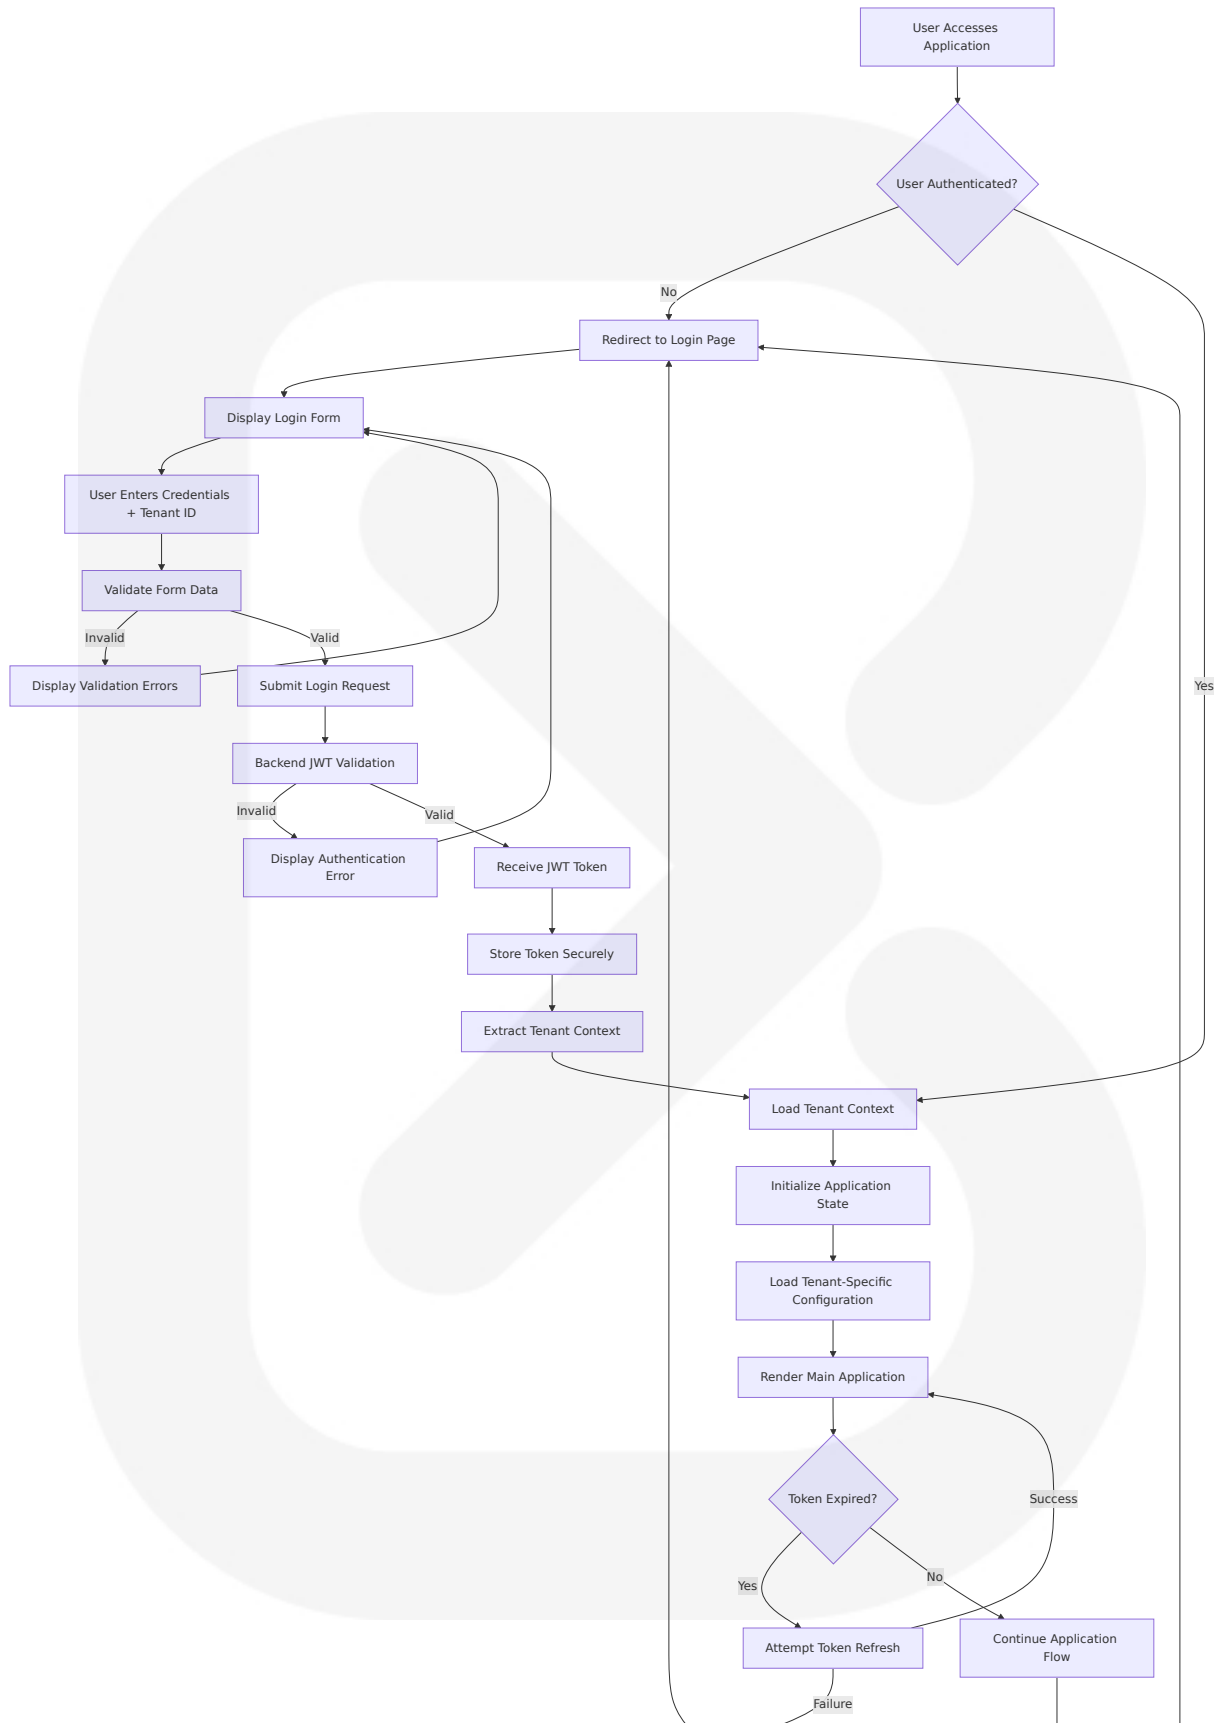 User Accesses
Application
User Authenticated?
No
Redirect to Login Page
Display Login Form
User Enters Credentials
+ Tenant ID
Validate Form Data
Invalid
Valid
Yes
Display Validation Errors
Submit Login Request
Backend JWT Validation
Invalid
Valid
Display Authentication
Error
Receive JWT Token
Store Token Securely
Extract Tenant Context
Load Tenant Context
Initialize Application
State
Load Tenant-Specific
Configuration
Render Main Application
Token Expired?
Success
Yes
No
Attempt Token Refresh
Continue Application
Flow
Failure